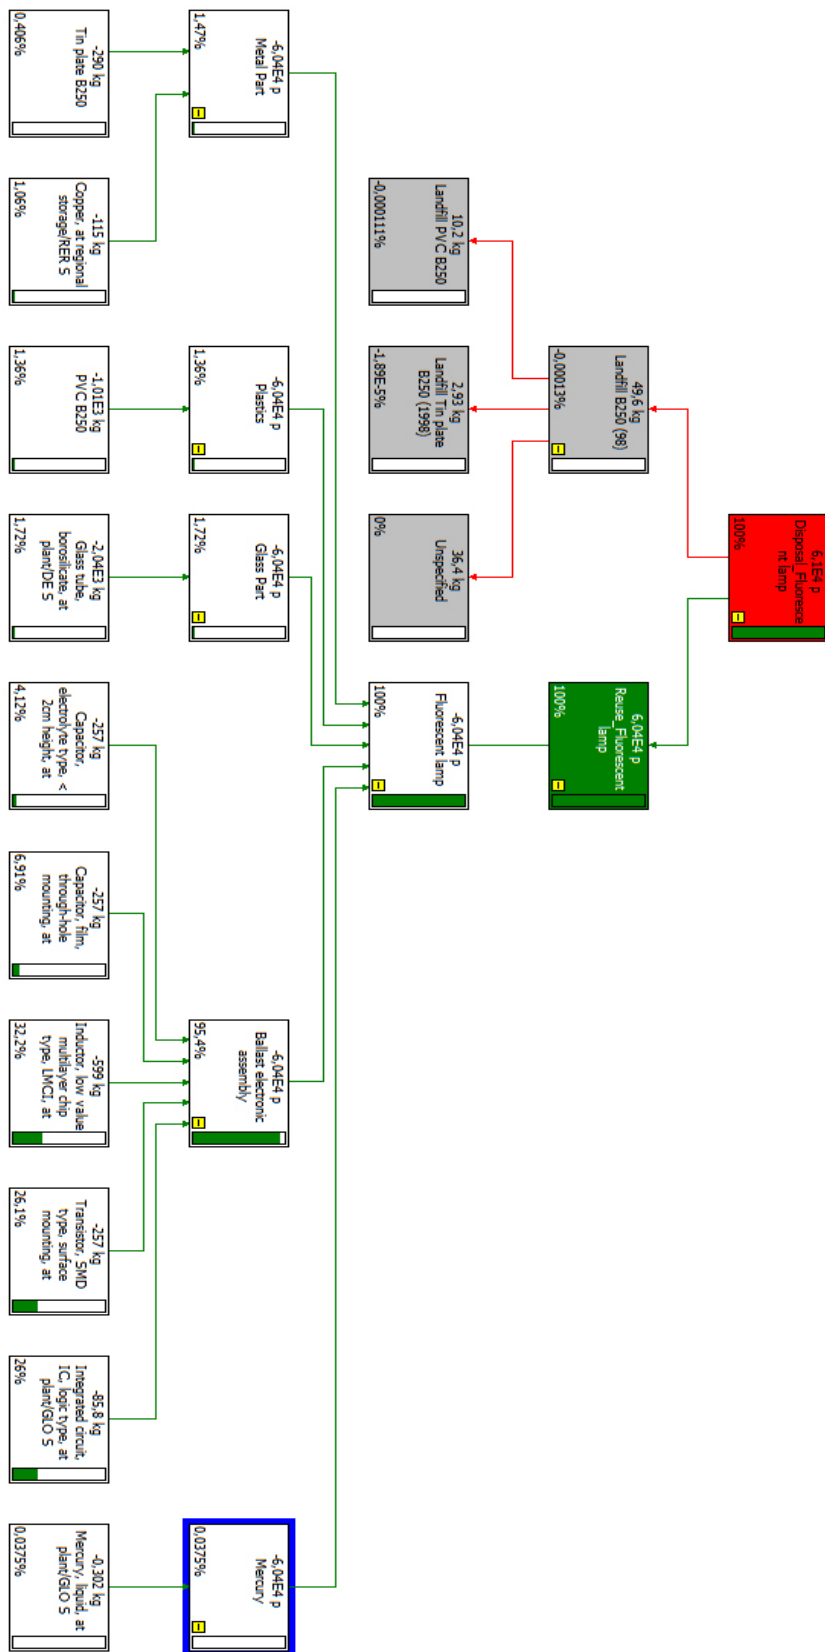 6,1E4 p
Disposal_Fluoresce
nt lamp
100%
49,6 kg
Landfill B250 (98)
-0,00013%
6,04E4 p
Reuse_Fluorescent
lamp
100%
10,2 kg
Landfill PVC B250
-0,000111%
2,93 kg
Landfill Tin plate
B250 (1998)
-1,89E-5%
36,4 kg
Unspecified
0%
-6,04E4 p
Fluorescent lamp
100%
-6,04E4 p
Metal Part
1,47%
-6,04E4 p
Plastics
1,36%
-6,04E4 p
Glass Part
1,72%
-6,04E4 p
Ballast electronic
assembly
95,4%
-6,04E4 p
Mercury
0,0375%
-290 kg
Tin plate B250
0,406%
-115 kg
Copper, at regional
storage/RER S
1,06%
-1,01E3 kg
PVC B250
1,36%
-2,04E3 kg
Glass tube,
borosilicate, at
plant/DE S
1,72%
-257 kg
Capacitor,
electrolyte type, <
2cm height, at
4,12%
-257 kg
Capacitor, film,
through-hole
mounting, at
6,91%
-599 kg
Inductor, low value
multilayer chip
type, LMCI, at
32,2%
-257 kg
Transistor, SMD
type, surface
mounting, at
26,1%
-85,8 kg
Integrated circuit,
IC, logic type, at
plant/GLO S
26%
-0,302 kg
Mercury, liquid, at
plant/GLO S
0,0375%